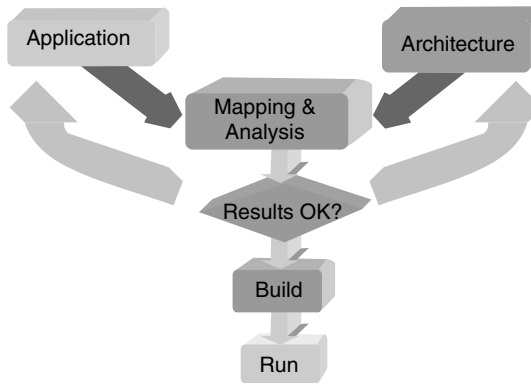 Application
Architecture
Mapping &
Analysis
Results OK?
Build
Run